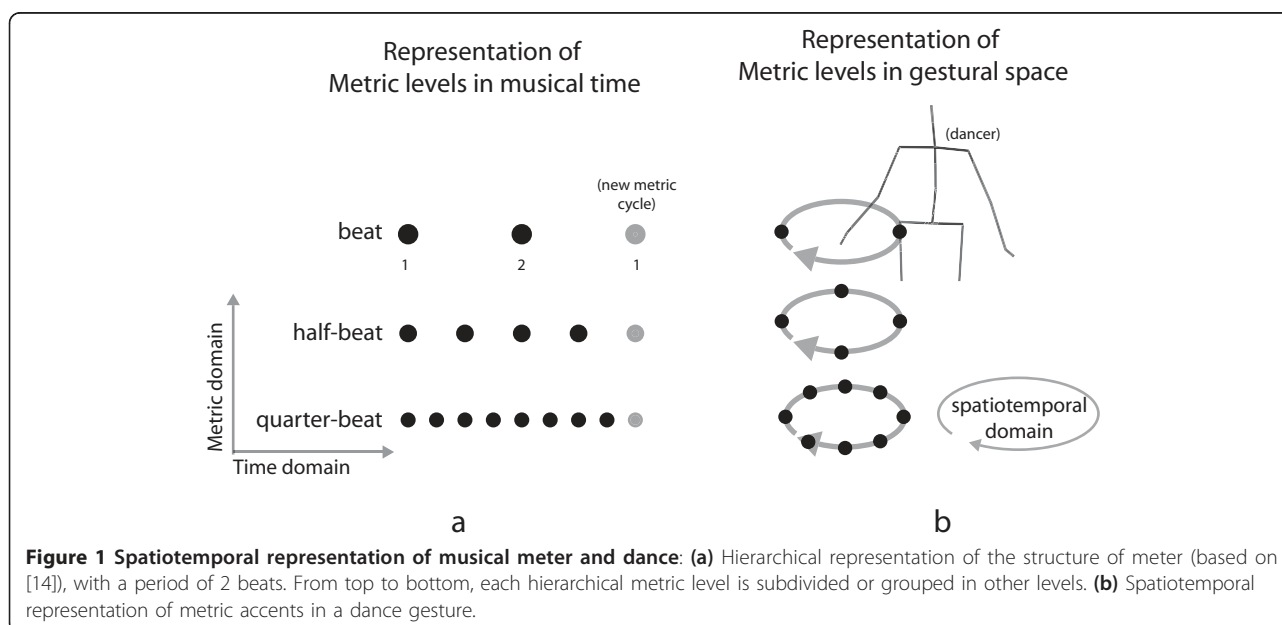 Representation of
Metric levels in musical time
Representation of
Metric levels in gestural space
(dancer)
(new metric
cycle)
beat
1
2
1
half-beat
quarter-beat
Metric domain
Time domain
spatiotemporal
domain
a
b
Figure 1 Spatiotemporal representation of musical meter and dance: (a) Hierarchical representation of the structure of meter (based on
[14]), with a period of 2 beats. From top to bottom, each hierarchical metric level is subdivided or grouped in other levels. (b) Spatiotemporal
representation of metric accents in a dance gesture.